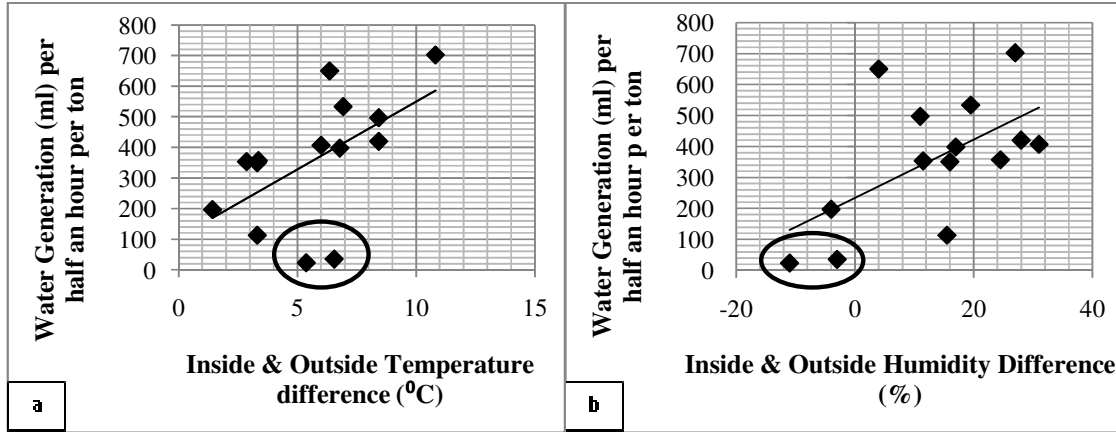 Water Generation (ml) per
half an hour per ton
800
700
600
500
400
300
200
100
0
0 5 10 15
Inside & Outside Temperature
difference (⁰C)
a
Water Generation (ml) per
half an hour p er ton
800
700
600
500
400
300
200
100
0
-20 0 20 40
Inside & Outside Humidity Difference
(%)
b